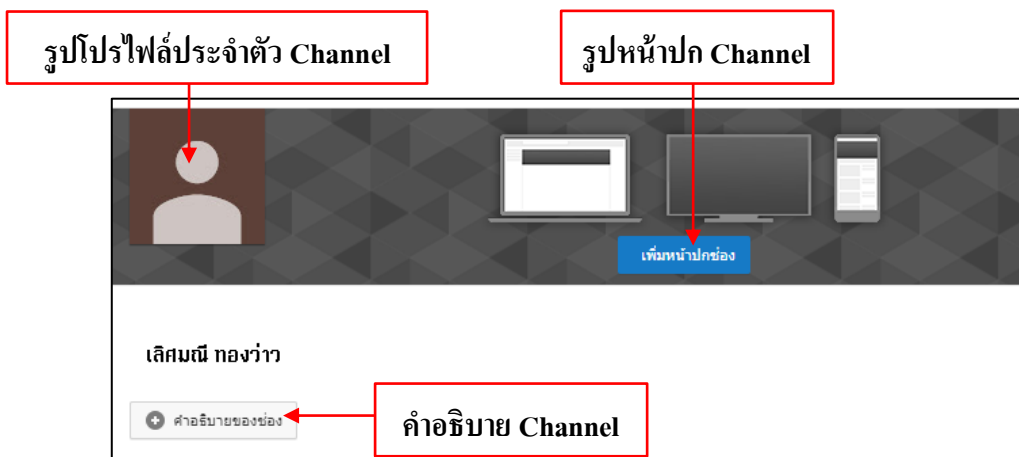 รูปโปรไฟล์ประจำตัว Channel
รูปหน้าปก Channel
เพิ่มหน้าปกช่อง
เลิศมณี ทองว่าว
คำอธิบายของช่อง
คำอธิบาย Channel